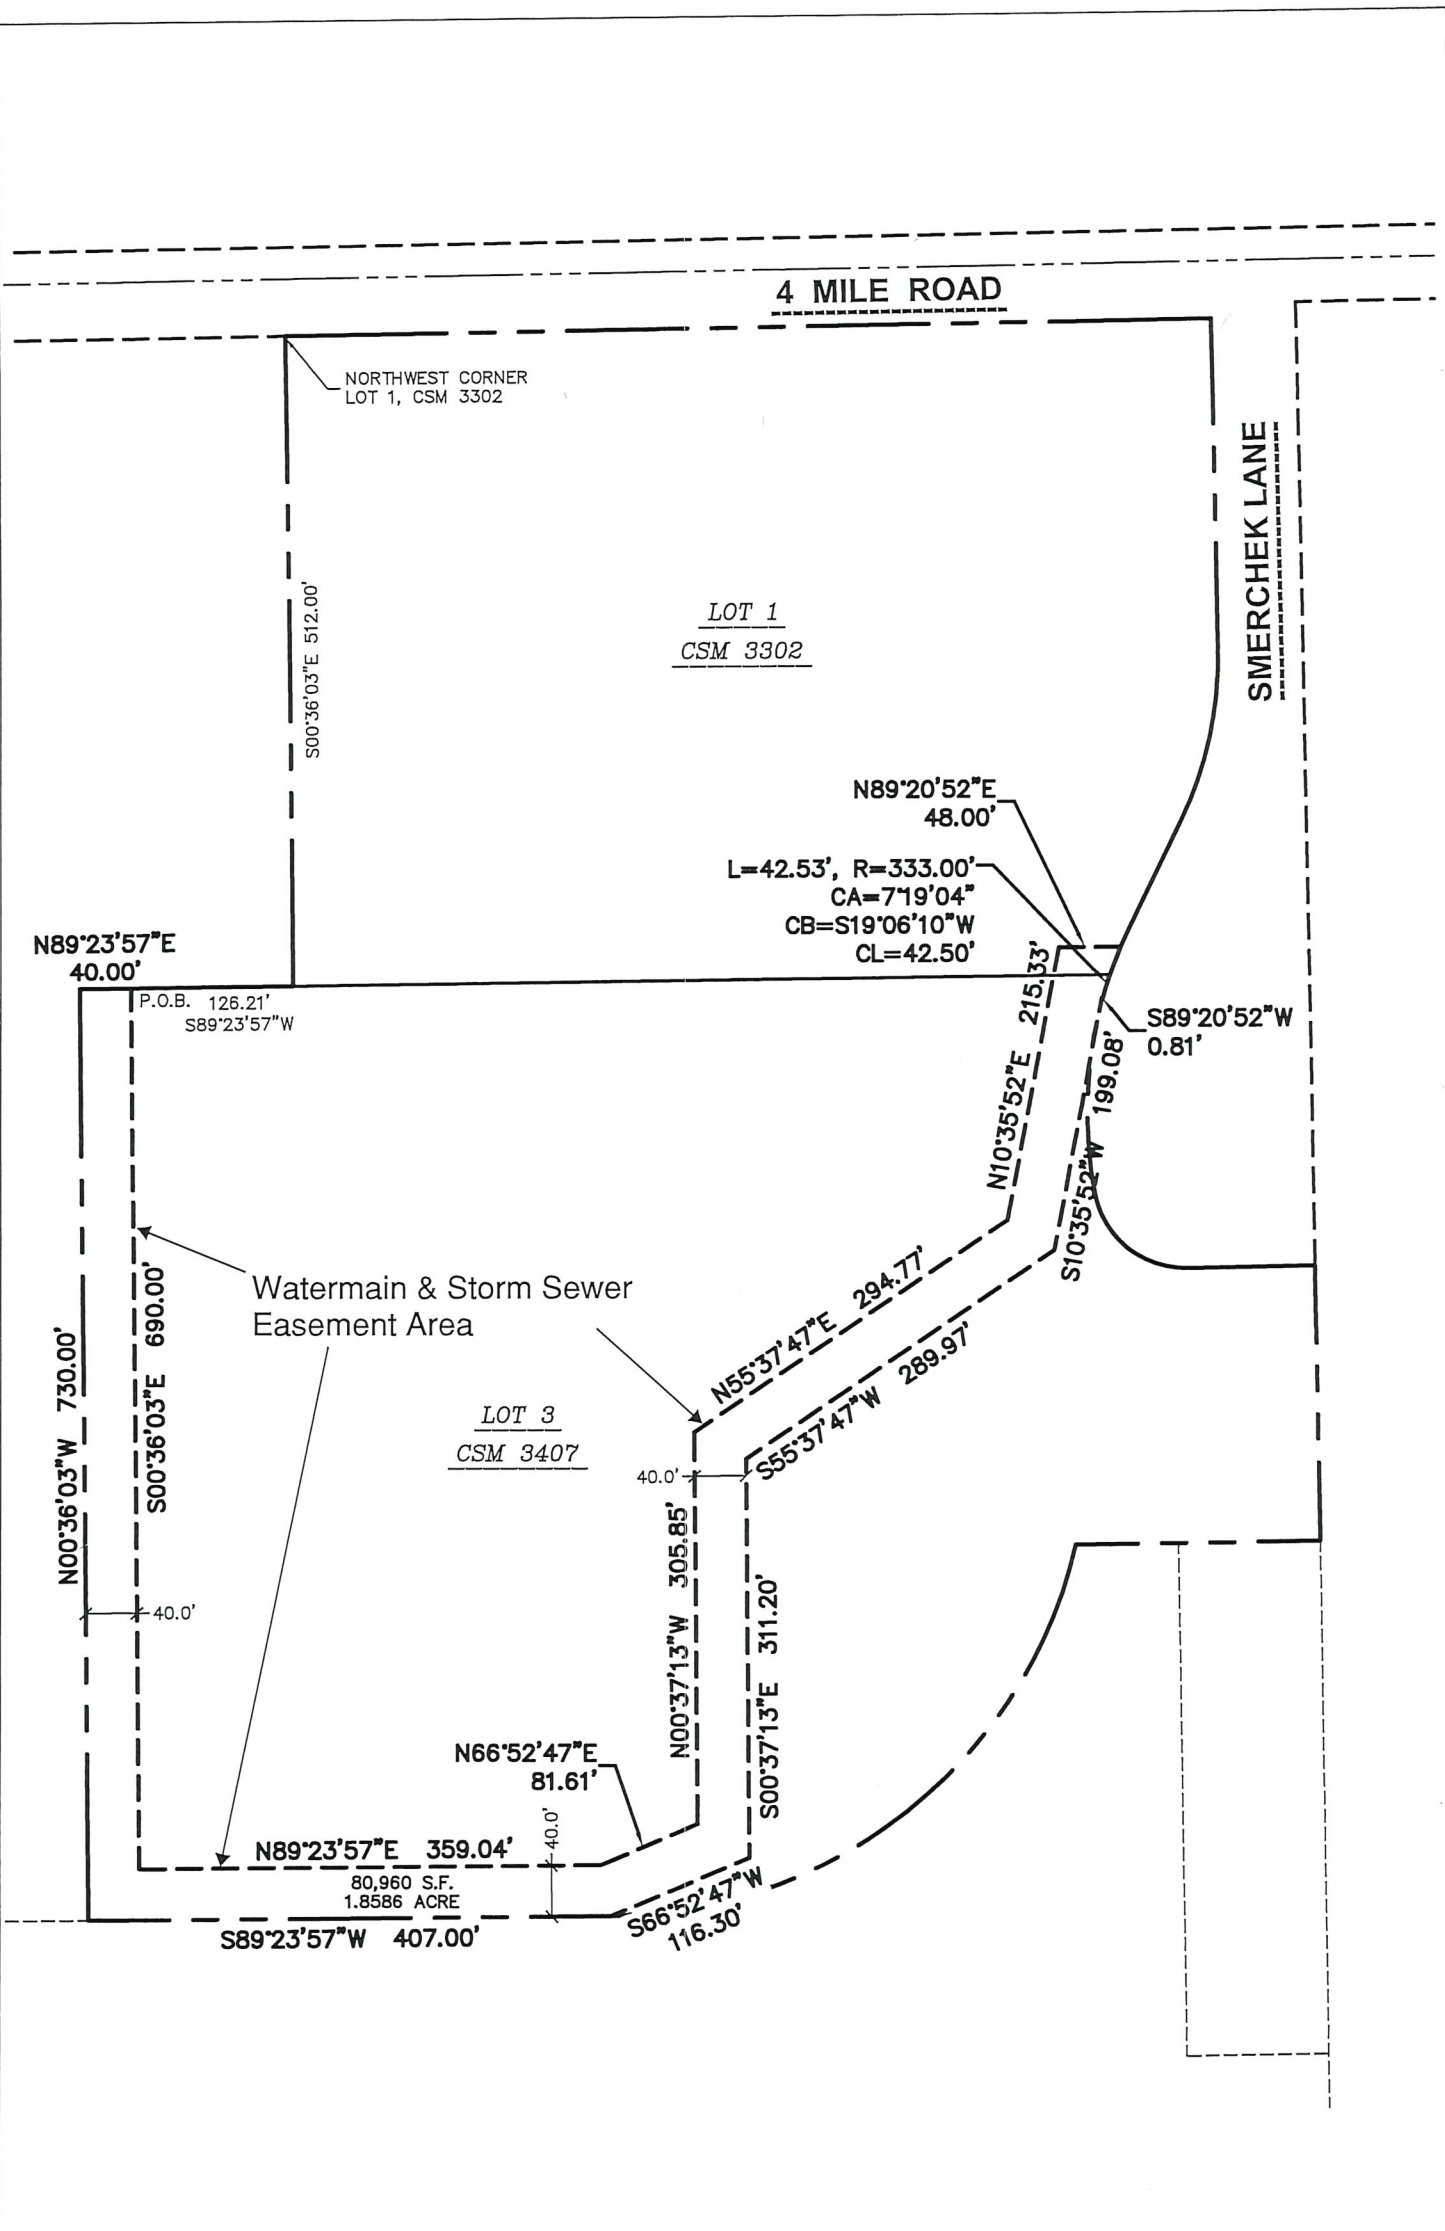 4 MILE ROAD
NORTHWEST CORNER
LOT 1, CSM 3302
SMERCHEK LANE
S00°36'03"E 512.00'
LOT 1
CSM 3302
N89°20'52"E
48.00'
L=42.53', R=333.00'
CA=7°19'04"
CB=S19°06'10"W
CL=42.50'
N89°23'57"E
40.00'
P.O.B. 126.21'
S89°23'57"W
S89°20'52"W
0.81'
N10°35'52"E 215.33'
S10°35'52"W 199.08'
Watermain & Storm Sewer
Easement Area
N55°37'47"E 294.77'
S55°37'47"W 289.97'
N00°36'03"W 730.00'
S00°36'03"E 690.00'
LOT 3
CSM 3407
40.0'
40.0'
N00°37'13"W 305.85'
S00°37'13"E 311.20'
N66°52'47"E
81.61'
40.0'
N89°23'57"E 359.04'
80,960 S.F.
1.8586 ACRE
S89°23'57"W 407.00'
S66°52'47"W
116.30'